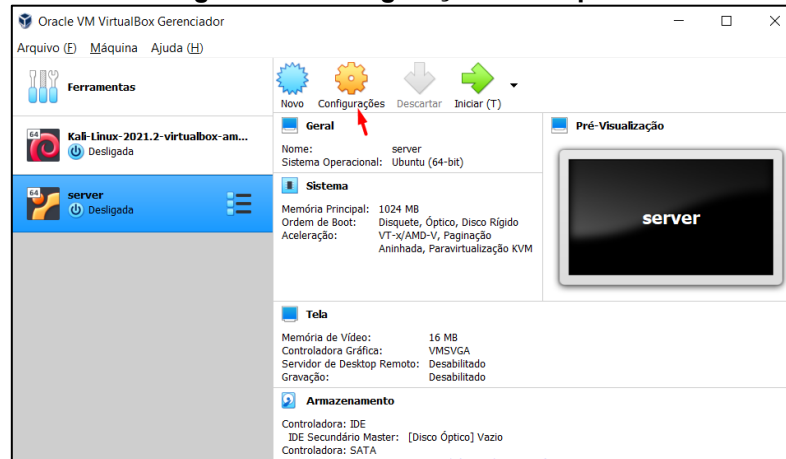 Oracle VM VirtualBox Gerenciador
Arquivo (F) Máquina Ajuda (H)
Ferramentas
Novo Configurações Descartar Iniciar (T)
64
Kali-Linux-2021.2-virtualbox-am...
Desligada
64
server
Desligada
Geral
Nome: server
Sistema Operacional: Ubuntu (64-bit)
Sistema
Memória Principal: 1024 MB
Ordem de Boot: Disquete, Óptico, Disco Rígido
Aceleração: VT-x/AMD-V, Paginação
Aninhada, Paravirtualização KVM
Pré-Visualização
server
Tela
Memória de Vídeo: 16 MB
Controladora Gráfica: VMSVGA
Servidor de Desktop Remoto: Desabilitado
Gravação: Desabilitado
Armazenamento
Controladora: IDE
IDE Secundário Master: [Disco Óptico] Vazio
Controladora: SATA